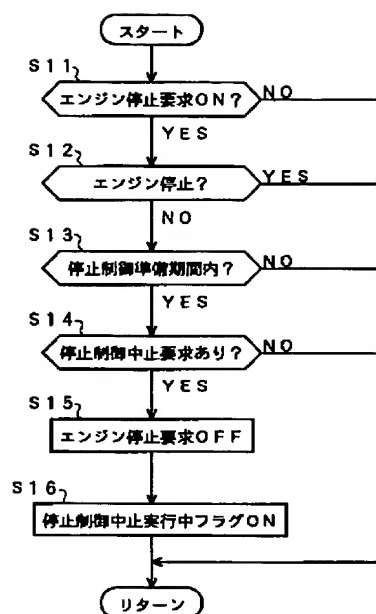 スタート
S11
エンジン停止要求ON?
NO
YES
S12
エンジン停止?
YES
NO
S13
停止制御準備期間内?
NO
YES
S14
停止制御中止要求あり?
NO
YES
S15
エンジン停止要求OFF
S16
停止制御中止実行中フラグON
リターン